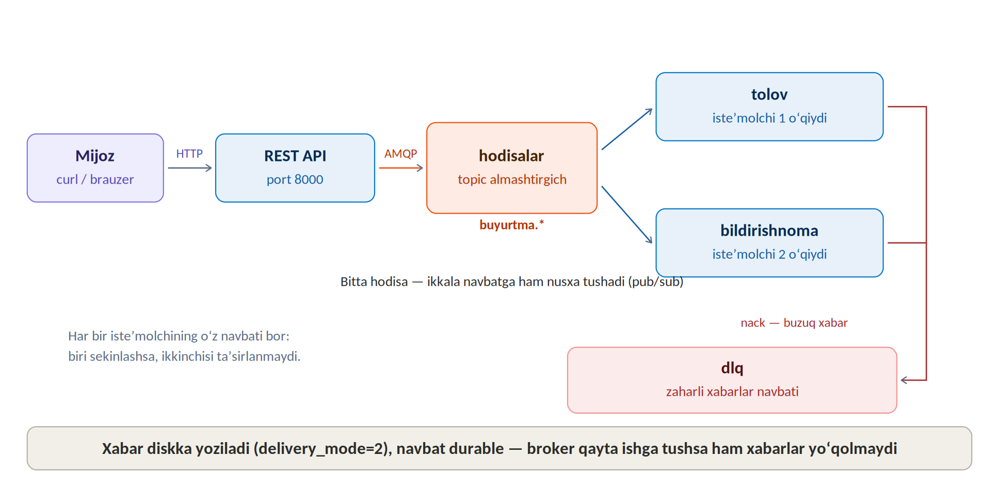 Mijoz
curl / brauzer
HTTP
REST API
port 8000
AMQP
hodisalar
topic almashtirgich
buyurtma.*
tolov
iste’molchi 1 o‘qiydi
bildirishnoma
iste’molchi 2 o‘qiydi
Bitta hodisa — ikkala navbatga ham nusxa tushadi (pub/sub)
nack — buzuq xabar
Har bir iste’molchining o‘z navbati bor:
biri sekinlashsa, ikkinchisi ta’sirlanmaydi.
dlq
zaharli xabarlar navbati
Xabar diskka yoziladi (delivery_mode=2), navbat durable — broker qayta ishga tushsa ham xabarlar yo‘qolmaydi